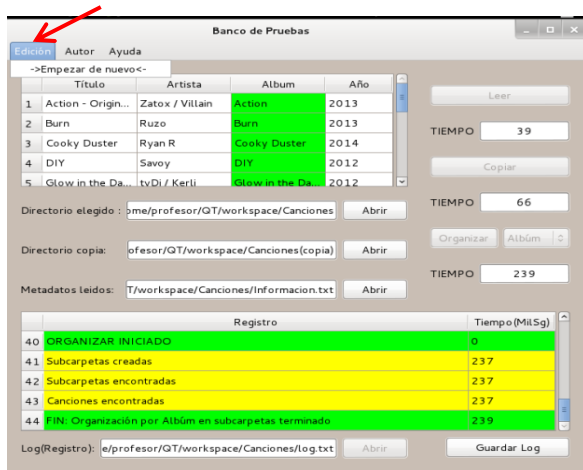 Banco de Pruebas
Edición Autor Ayuda
->Empezar de nuevo<-
Título Artista Album Año
1 Action - Origin... Zatox / Villain Action 2013
2 Burn Ruzo Burn 2013
3 Cooky Duster Ryan R Cooky Duster 2014
4 DIY Savoy DIY 2012
5 Glow in the Da... tyDi / Kerli Glow in the Da... 2012
Leer
TIEMPO 39
Copiar
TIEMPO 66
Organizar Albúm
TIEMPO 239
Directorio elegido : ome/profesor/QT/workspace/Canciones Abrir
Directorio copia: ofesor/QT/workspace/Canciones(copia) Abrir
Metadatos leidos: T/workspace/Canciones/Informacion.txt Abrir
Registro Tiempo(MilSg)
40 ORGANIZAR INICIADO 0
41 Subcarpetas creadas 237
42 Subcarpetas encontradas 237
43 Canciones encontradas 237
44 FIN: Organización por Albúm en subcarpetas terminado 239
Log(Registro): e/profesor/QT/workspace/Canciones/log.txt Abrir Guardar Log